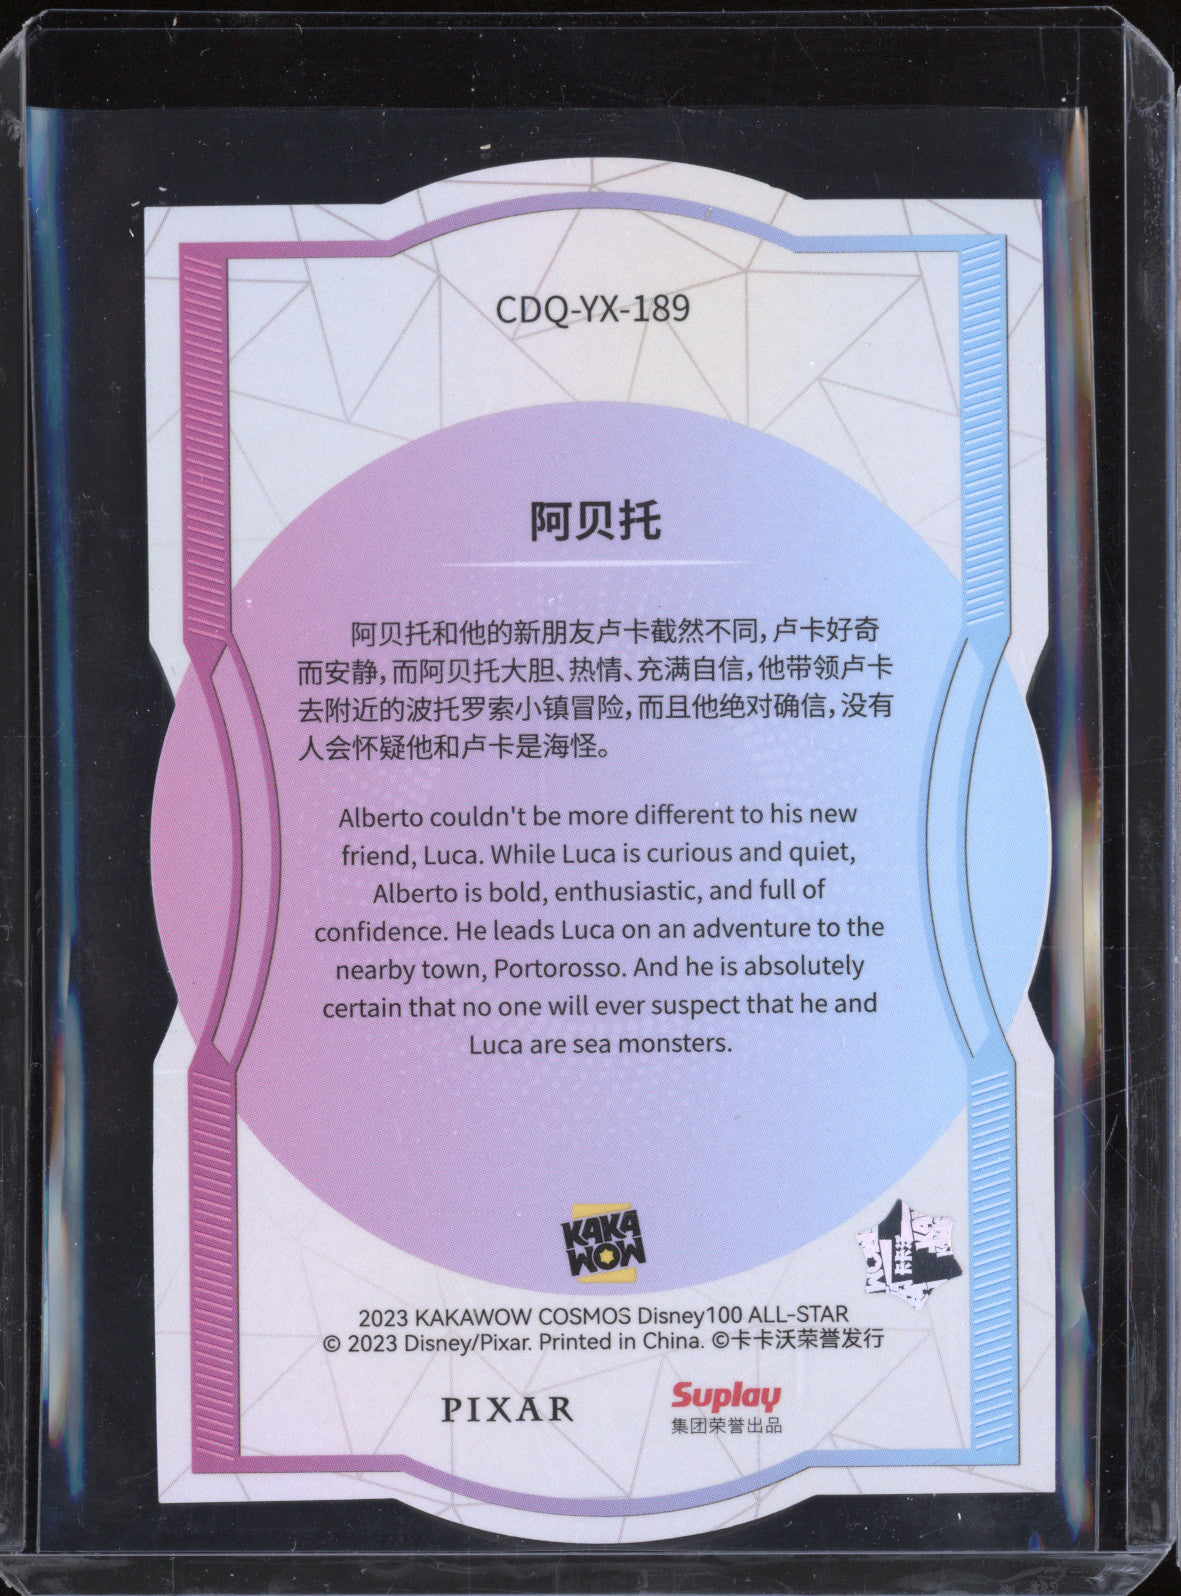 CDQ-YX-189
阿贝托
阿贝托和他的新朋友卢卡截然不同，卢卡好奇
而安静，而阿贝托大胆、热情、充满自信，他带领卢卡
去附近的波托罗索小镇冒险，而且他绝对确信，没有
人会怀疑他和卢卡是海怪。
Alberto couldn't be more different to his new
friend, Luca. While Luca is curious and quiet,
Alberto is bold, enthusiastic, and full of
confidence. He leads Luca on an adventure to the
nearby town, Portorosso. And he is absolutely
certain that no one will ever suspect that he and
Luca are sea monsters.
KAKA
WOW
2023 KAKAWOW COSMOS Disney100 ALL-STAR
© 2023 Disney/Pixar. Printed in China. ©卡卡沃荣誉发行
PIXAR
Suplay
集团荣誉出品